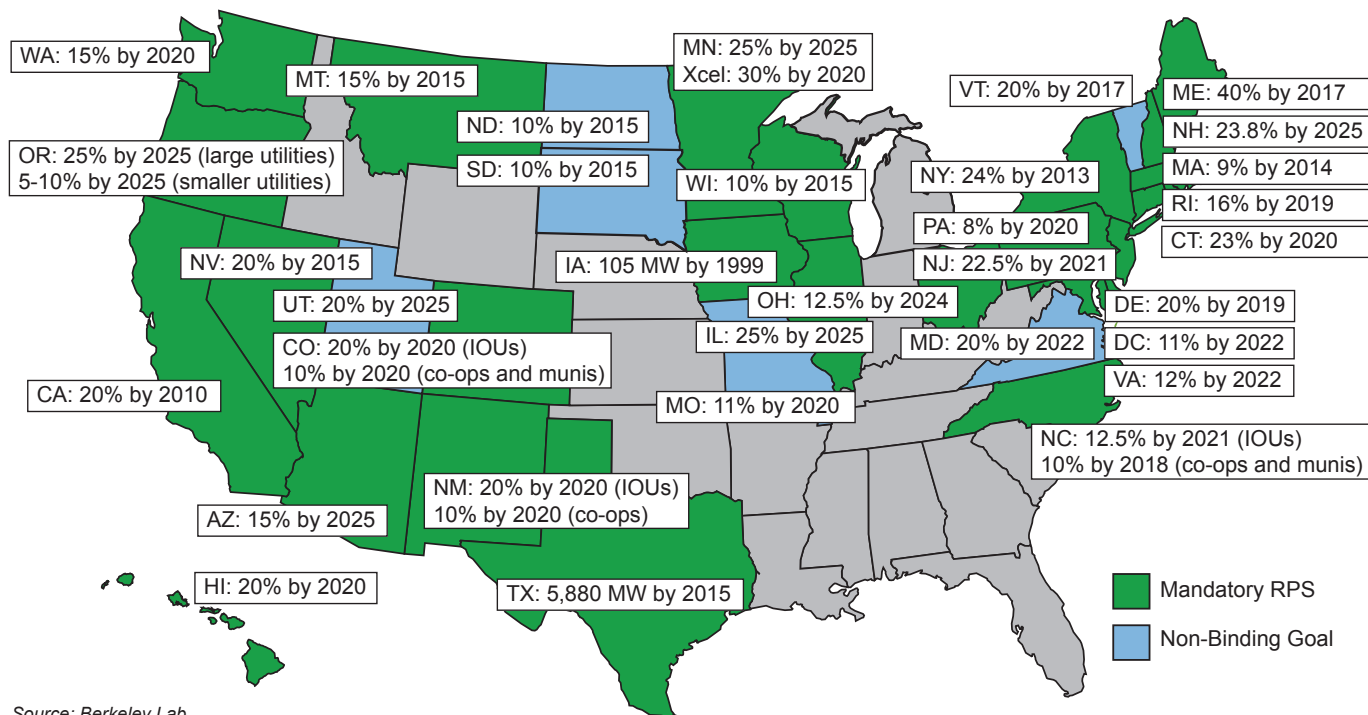 WA: 15% by 2020
MT: 15% by 2015
MN: 25% by 2025
Xcel: 30% by 2020
VT: 20% by 2017
ME: 40% by 2017
ND: 10% by 2015
NH: 23.8% by 2025
OR: 25% by 2025 (large utilities)
5-10% by 2025 (smaller utilities)
SD: 10% by 2015
WI: 10% by 2015
NY: 24% by 2013
MA: 9% by 2014
RI: 16% by 2019
PA: 8% by 2020
CT: 23% by 2020
NV: 20% by 2015
IA: 105 MW by 1999
NJ: 22.5% by 2021
UT: 20% by 2025
OH: 12.5% by 2024
DE: 20% by 2019
CO: 20% by 2020 (IOUs)
10% by 2020 (co-ops and munis)
IL: 25% by 2025
MD: 20% by 2022
DC: 11% by 2022
VA: 12% by 2022
CA: 20% by 2010
MO: 11% by 2020
NC: 12.5% by 2021 (IOUs)
10% by 2018 (co-ops and munis)
NM: 20% by 2020 (IOUs)
10% by 2020 (co-ops)
AZ: 15% by 2025
HI: 20% by 2020
TX: 5,880 MW by 2015
Mandatory RPS
Non-Binding Goal
Source: Berkeley Lab